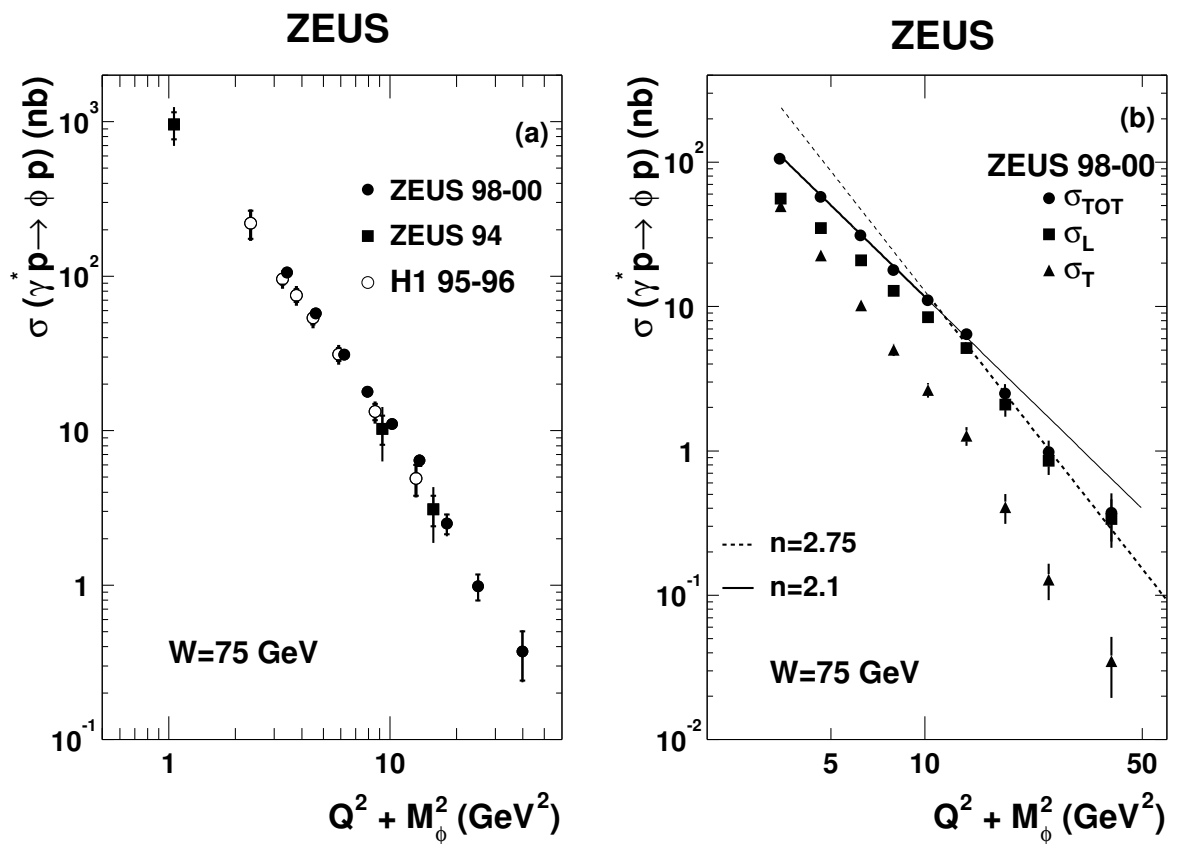 ZEUS
σ (γ* p → ϕ p) (nb)
10³
10²
10
1
10⁻¹
(a)
ZEUS 98-00
ZEUS 94
H1 95-96
W=75 GeV
1
10
Q² + M²ϕ (GeV²)
ZEUS
σ (γ* p → ϕ p) (nb)
10²
10
1
10⁻¹
10⁻²
(b)
ZEUS 98-00
σTOT
σL
σT
n=2.75
n=2.1
W=75 GeV
5
10
50
Q² + M²ϕ (GeV²)